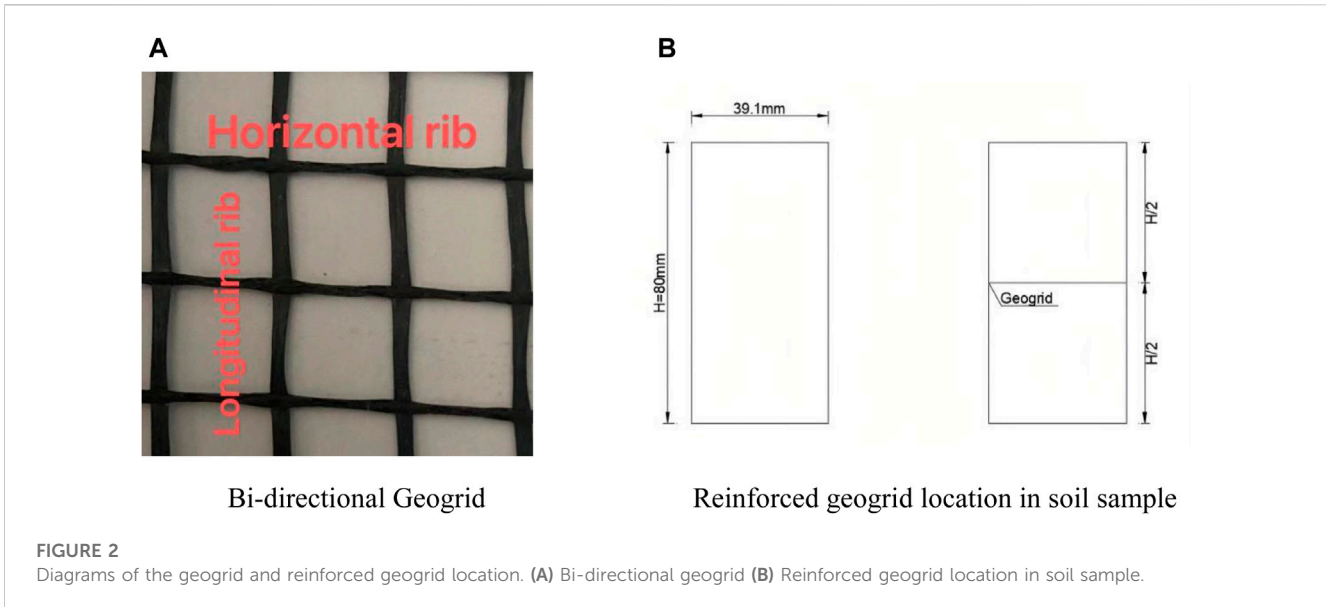 A
B
Horizontal rib
Longitudinal rib
39.1mm
H=80mm
H/2
Geogrid
H/2
Bi-directional Geogrid
Reinforced geogrid location in soil sample
FIGURE 2
Diagrams of the geogrid and reinforced geogrid location. (A) Bi-directional geogrid (B) Reinforced geogrid location in soil sample.